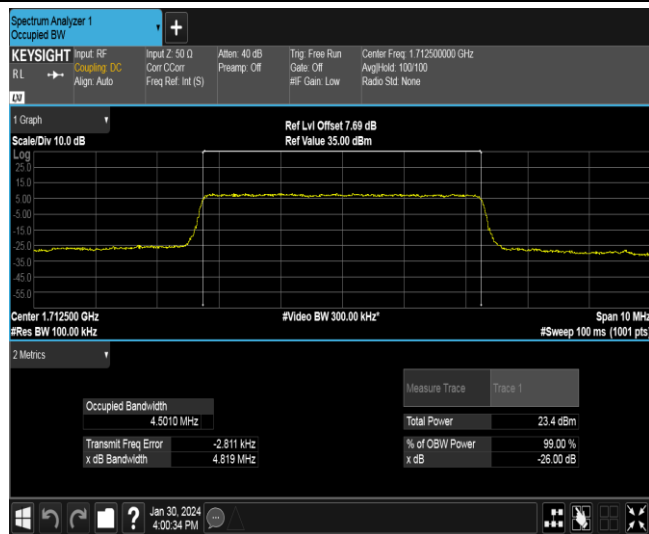 Spectrum Analyzer 1
Occupied BW
+
KEYSIGHT Input: RF Input Z: 50 Ω Atten: 40 dB Trig: Free Run Center Freq: 1.712500000 GHz
RL Coupling: DC Corr CCorr Preamp: Off Gate: Off Avg|Hold: 100/100
Align: Auto Freq Ref: Int (S) #IF Gain: Low Radio Std: None
LXI
1 Graph
Ref Lvl Offset 7.69 dB
Scale/Div 10.0 dB Ref Value 35.00 dBm
Log
25.0
15.0
5.00
-5.00
-15.0
-25.0
-35.0
-45.0
-55.0
Center 1.712500 GHz #Video BW 300.00 kHz* Span 10 MHz
#Res BW 100.00 kHz #Sweep 100 ms (1001 pts)
2 Metrics
Measure Trace Trace 1
Occupied Bandwidth
4.5010 MHz Total Power 23.4 dBm
Transmit Freq Error -2.811 kHz % of OBW Power 99.00 %
x dB Bandwidth 4.819 MHz x dB -26.00 dB
? Jan 30, 2024
4:00:34 PM